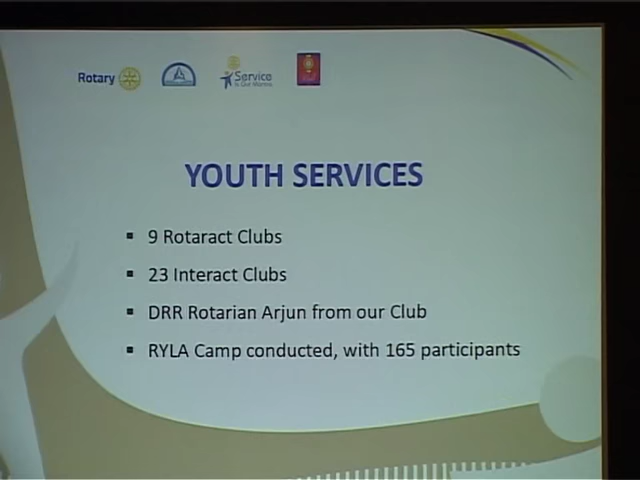 Rotary
Service
YOUTH SERVICES
▪ 9 Rotaract Clubs
▪ 23 Interact Clubs
▪ DRR Rotarian Arjun from our Club
▪ RYLA Camp conducted, with 165 participants